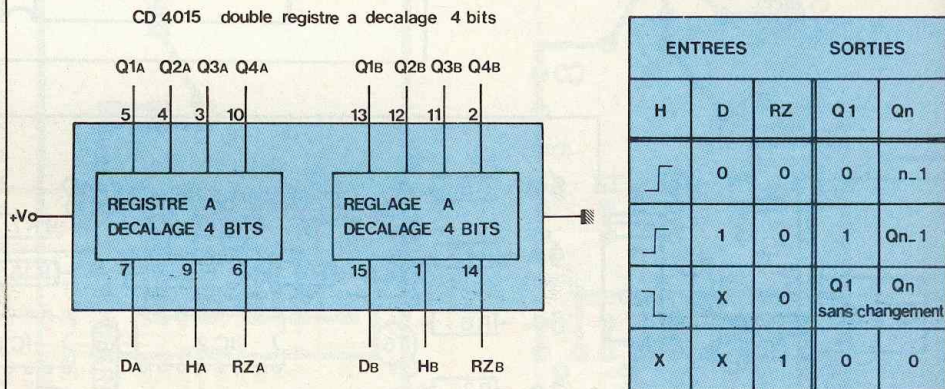 CD 4015 double registre a decalage 4 bits
Q1A Q2A Q3A Q4A
Q1B Q2B Q3B Q4B
5 4 3 10
13 12 11 2
+Vo
REGISTRE A
DECALAGE 4 BITS
REGLAGE A
DECALAGE 4 BITS
7 9 6
15 1 14
DA HA RZA
DB HB RZB
ENTREES SORTIES
H D RZ Q1 Qn
0 0 0 n_1
1 0 1 Qn_1
X 0 Q1 Qn
sans changement
X X 1 0 0